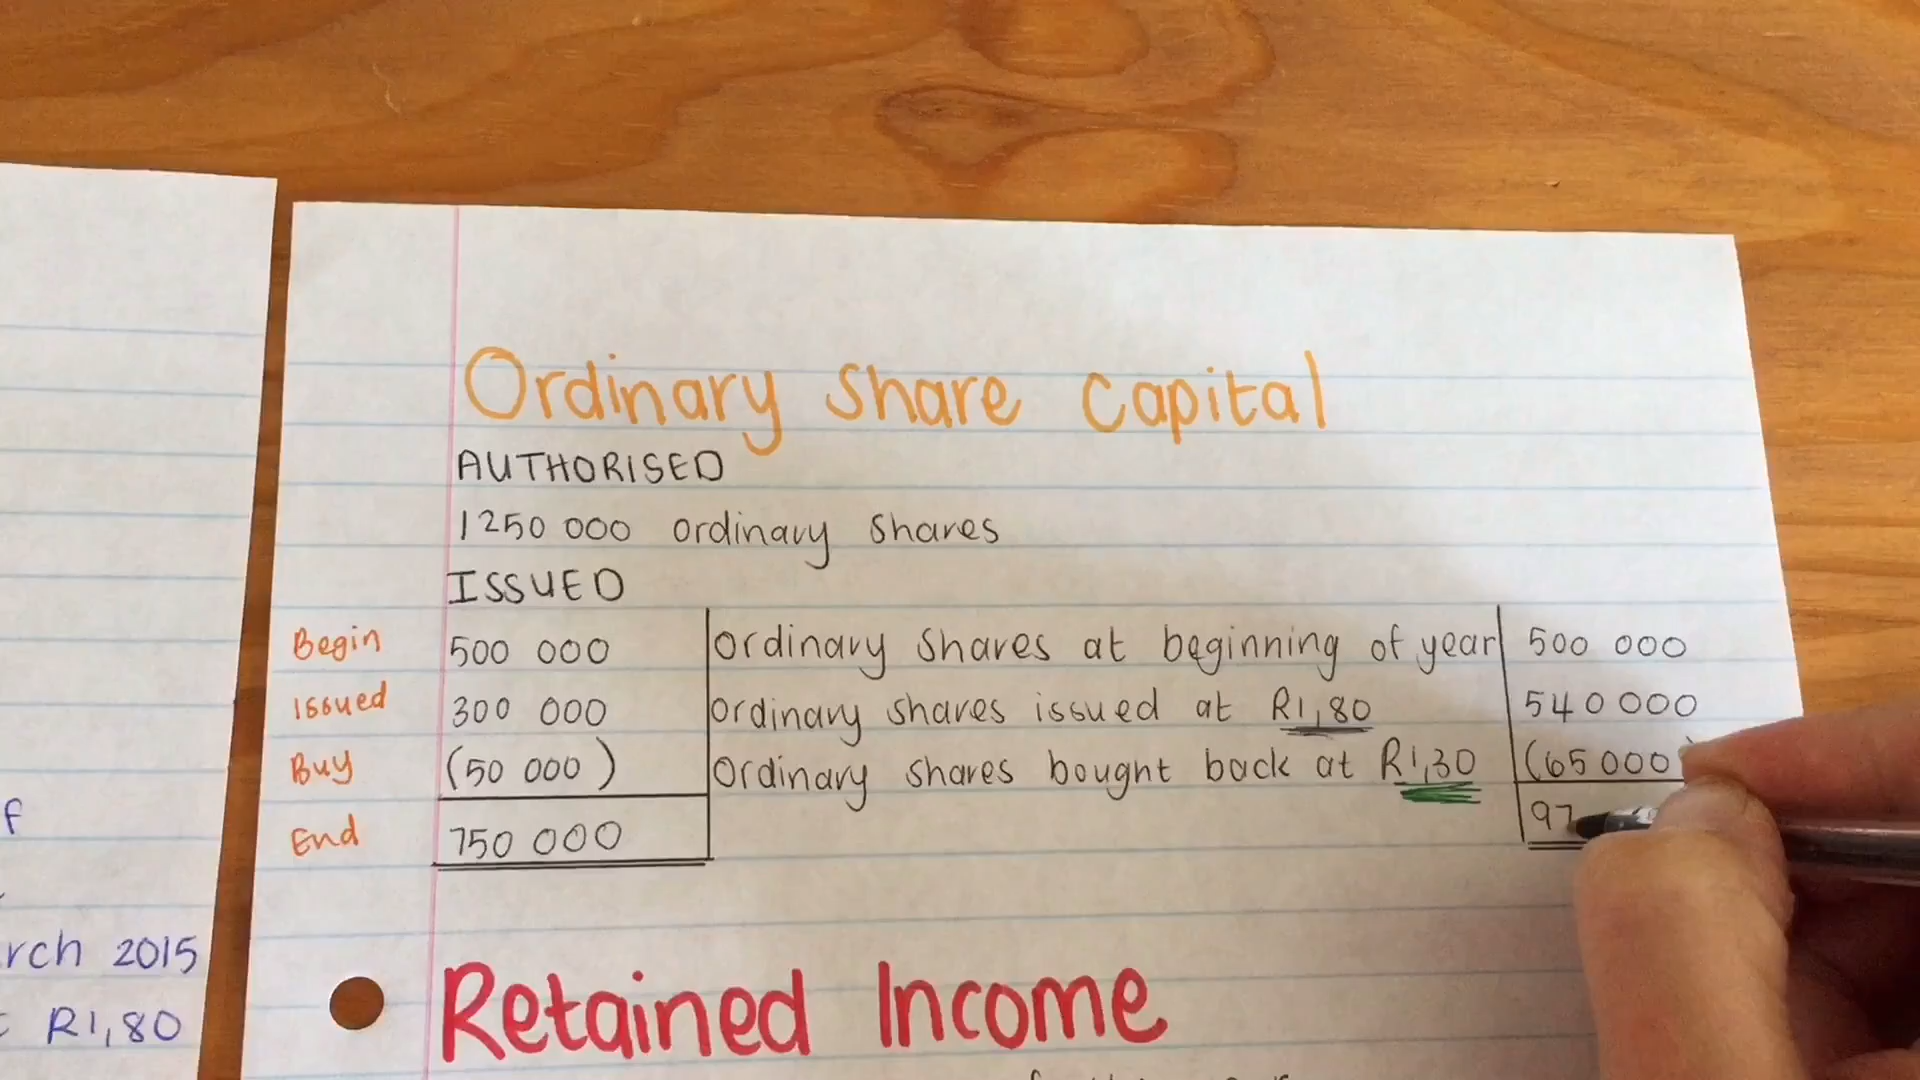 Ordinary Share Capital
AUTHORISED
1250 000 ordinary shares
ISSUED
Begin 500 000 Ordinary shares at beginning of year 500 000
Issued 300 000 Ordinary shares issued at R1,80 540 000
Buy (50 000) Ordinary shares bought back at R1,30 (65 000)
End 750 000 97
f
rch 2015
R1,80
Retained Income